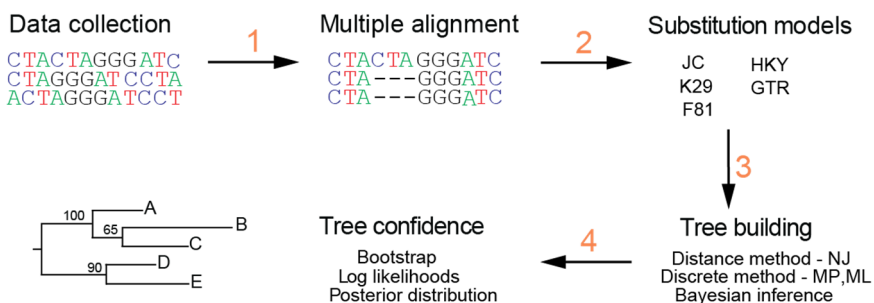 Data collection
CTACTAGGGATC
CTAGGGATCCTA
ACTAGGGATCCT
1
Multiple alignment
CTACTAGGGATC
CTA---GGGATC
CTA---GGGATC
2
Substitution models
JC HKY
K29 GTR
F81
3
Tree building
Distance method - NJ
Discrete method - MP,ML
Bayesian inference
4
Tree confidence
Bootstrap
Log likelihoods
Posterior distribution
100 A
65 B
C
90 D
E